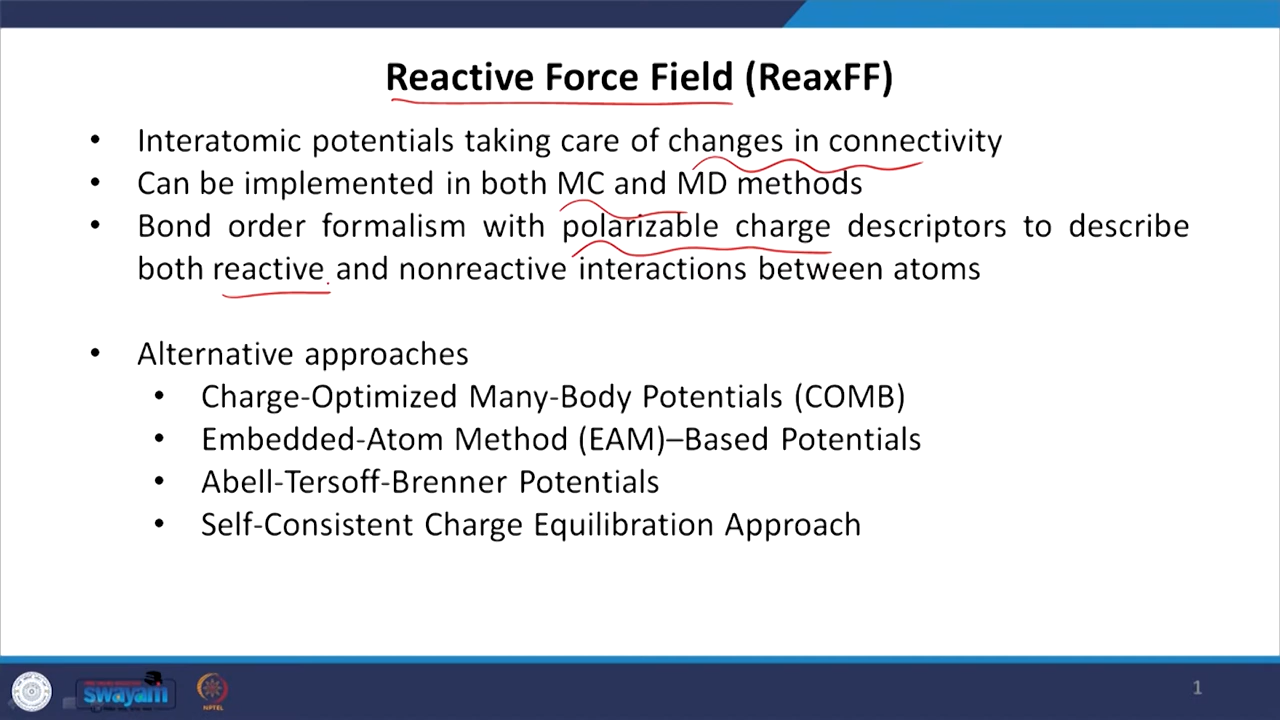 Reactive Force Field (ReaxFF)
• Interatomic potentials taking care of changes in connectivity
• Can be implemented in both MC and MD methods
• Bond order formalism with polarizable charge descriptors to describe
both reactive and nonreactive interactions between atoms
• Alternative approaches
• Charge-Optimized Many-Body Potentials (COMB)
• Embedded-Atom Method (EAM)–Based Potentials
• Abell-Tersoff-Brenner Potentials
• Self-Consistent Charge Equilibration Approach
swayam
NPTEL
1